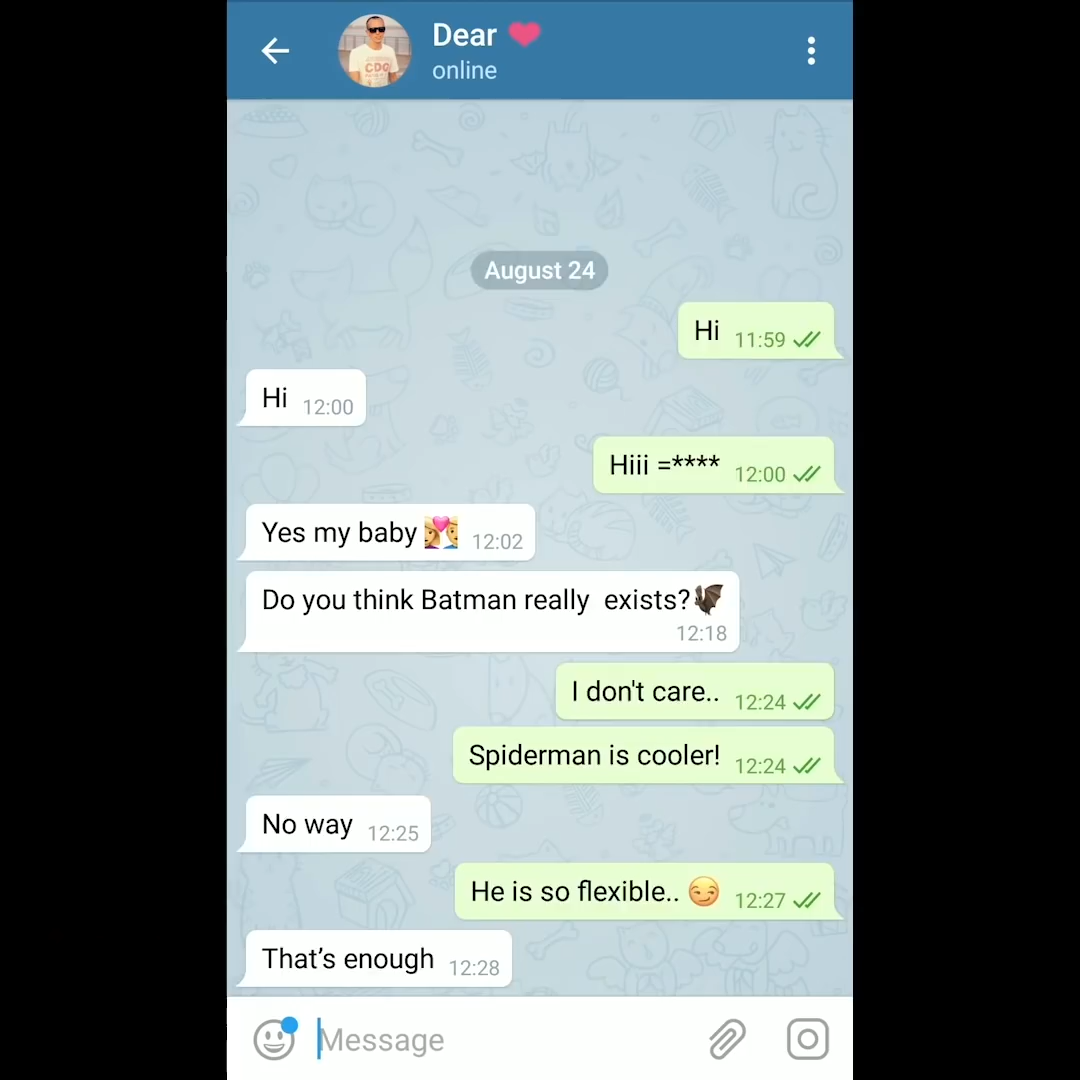 Dear ❤
online
CDG
August 24
Hi 11:59
Hi 12:00
Hiii =**** 12:00
Yes my baby 👩‍❤️‍👨 12:02
Do you think Batman really  exists?🦇
12:18
I don't care.. 12:24
Spiderman is cooler! 12:24
No way 12:25
He is so flexible.. 😏 12:27
That’s enough 12:28
Message